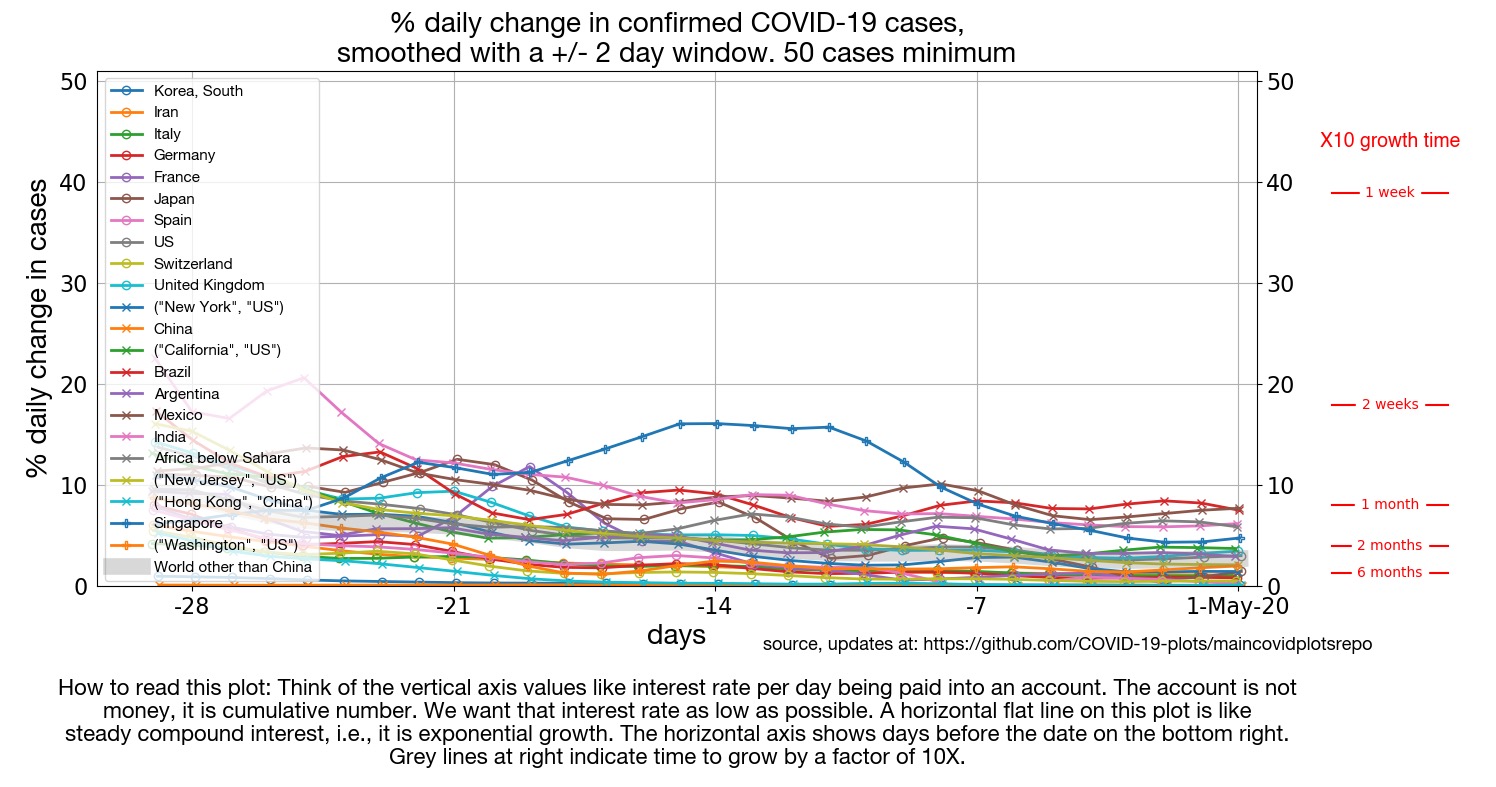 % daily change in confirmed COVID-19 cases,
smoothed with a +/- 2 day window. 50 cases minimum
% daily change in cases
50
40
30
20
10
0
Korea, South
Iran
Italy
Germany
France
Japan
Spain
US
Switzerland
United Kingdom
("New York", "US")
China
("California", "US")
Brazil
Argentina
Mexico
India
Africa below Sahara
("New Jersey", "US")
("Hong Kong", "China")
Singapore
("Washington", "US")
World other than China
50
40
30
20
10
0
X10 growth time
1 week
2 weeks
1 month
2 months
6 months
-28
-21
-14
-7
1-May-20
days
source, updates at: https://github.com/COVID-19-plots/maincovidplotsrepo
How to read this plot: Think of the vertical axis values like interest rate per day being paid into an account. The account is not
money, it is cumulative number. We want that interest rate as low as possible. A horizontal flat line on this plot is like
steady compound interest, i.e., it is exponential growth. The horizontal axis shows days before the date on the bottom right.
Grey lines at right indicate time to grow by a factor of 10X.